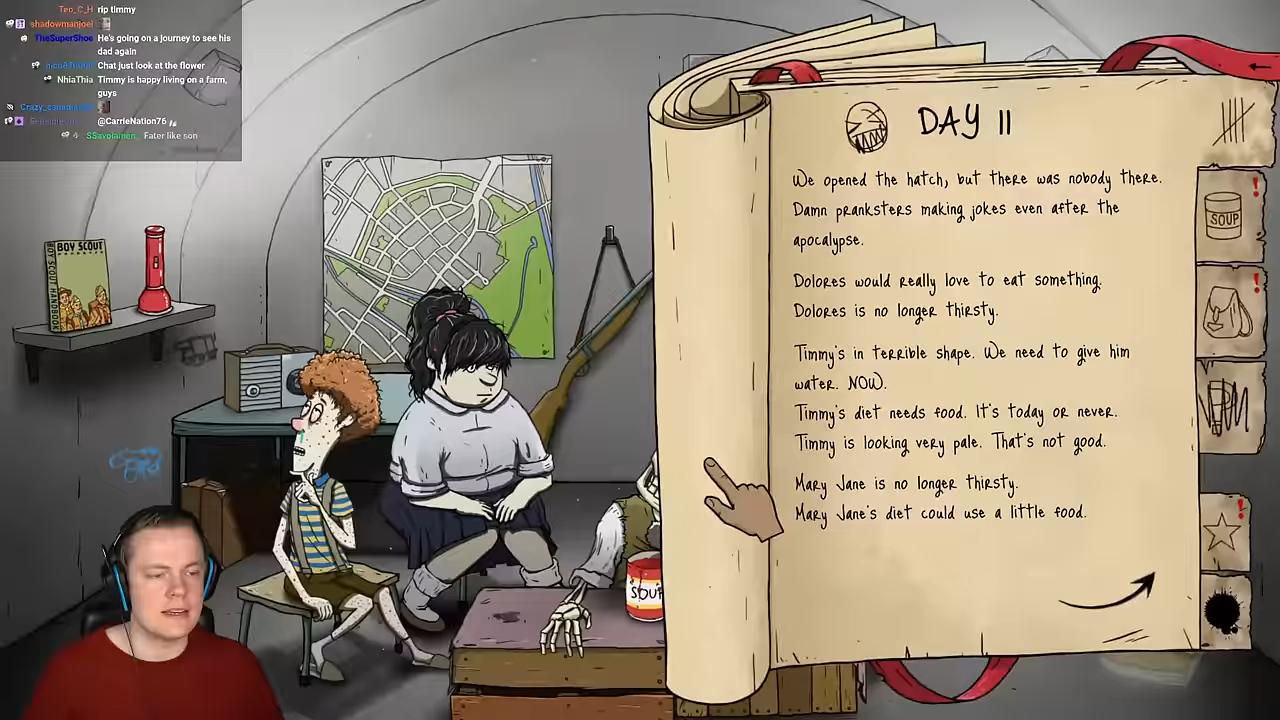 Teo_C_H rip timmy
shadowmanjoel
TheSuperShoe He's going on a journey to see his
dad again
Chat just look at the flower
NhiaThia Timmy is happy living on a farm,
guys
@CarrieNation76
SSavolainen Fater like son
BOY SCOUT
BOY SCOUT HANDBOOK
SOUP
DAY 11
We opened the hatch, but there was nobody there.
Damn pranksters making jokes even after the
apocalypse.
Dolores would really love to eat something.
Dolores is no longer thirsty.
Timmy's in terrible shape. We need to give him
water. NOW.
Timmy's diet needs food. It's today or never.
Timmy is looking very pale. That's not good.
Mary Jane is no longer thirsty.
Mary Jane's diet could use a little food.
!
SOUP
!
!